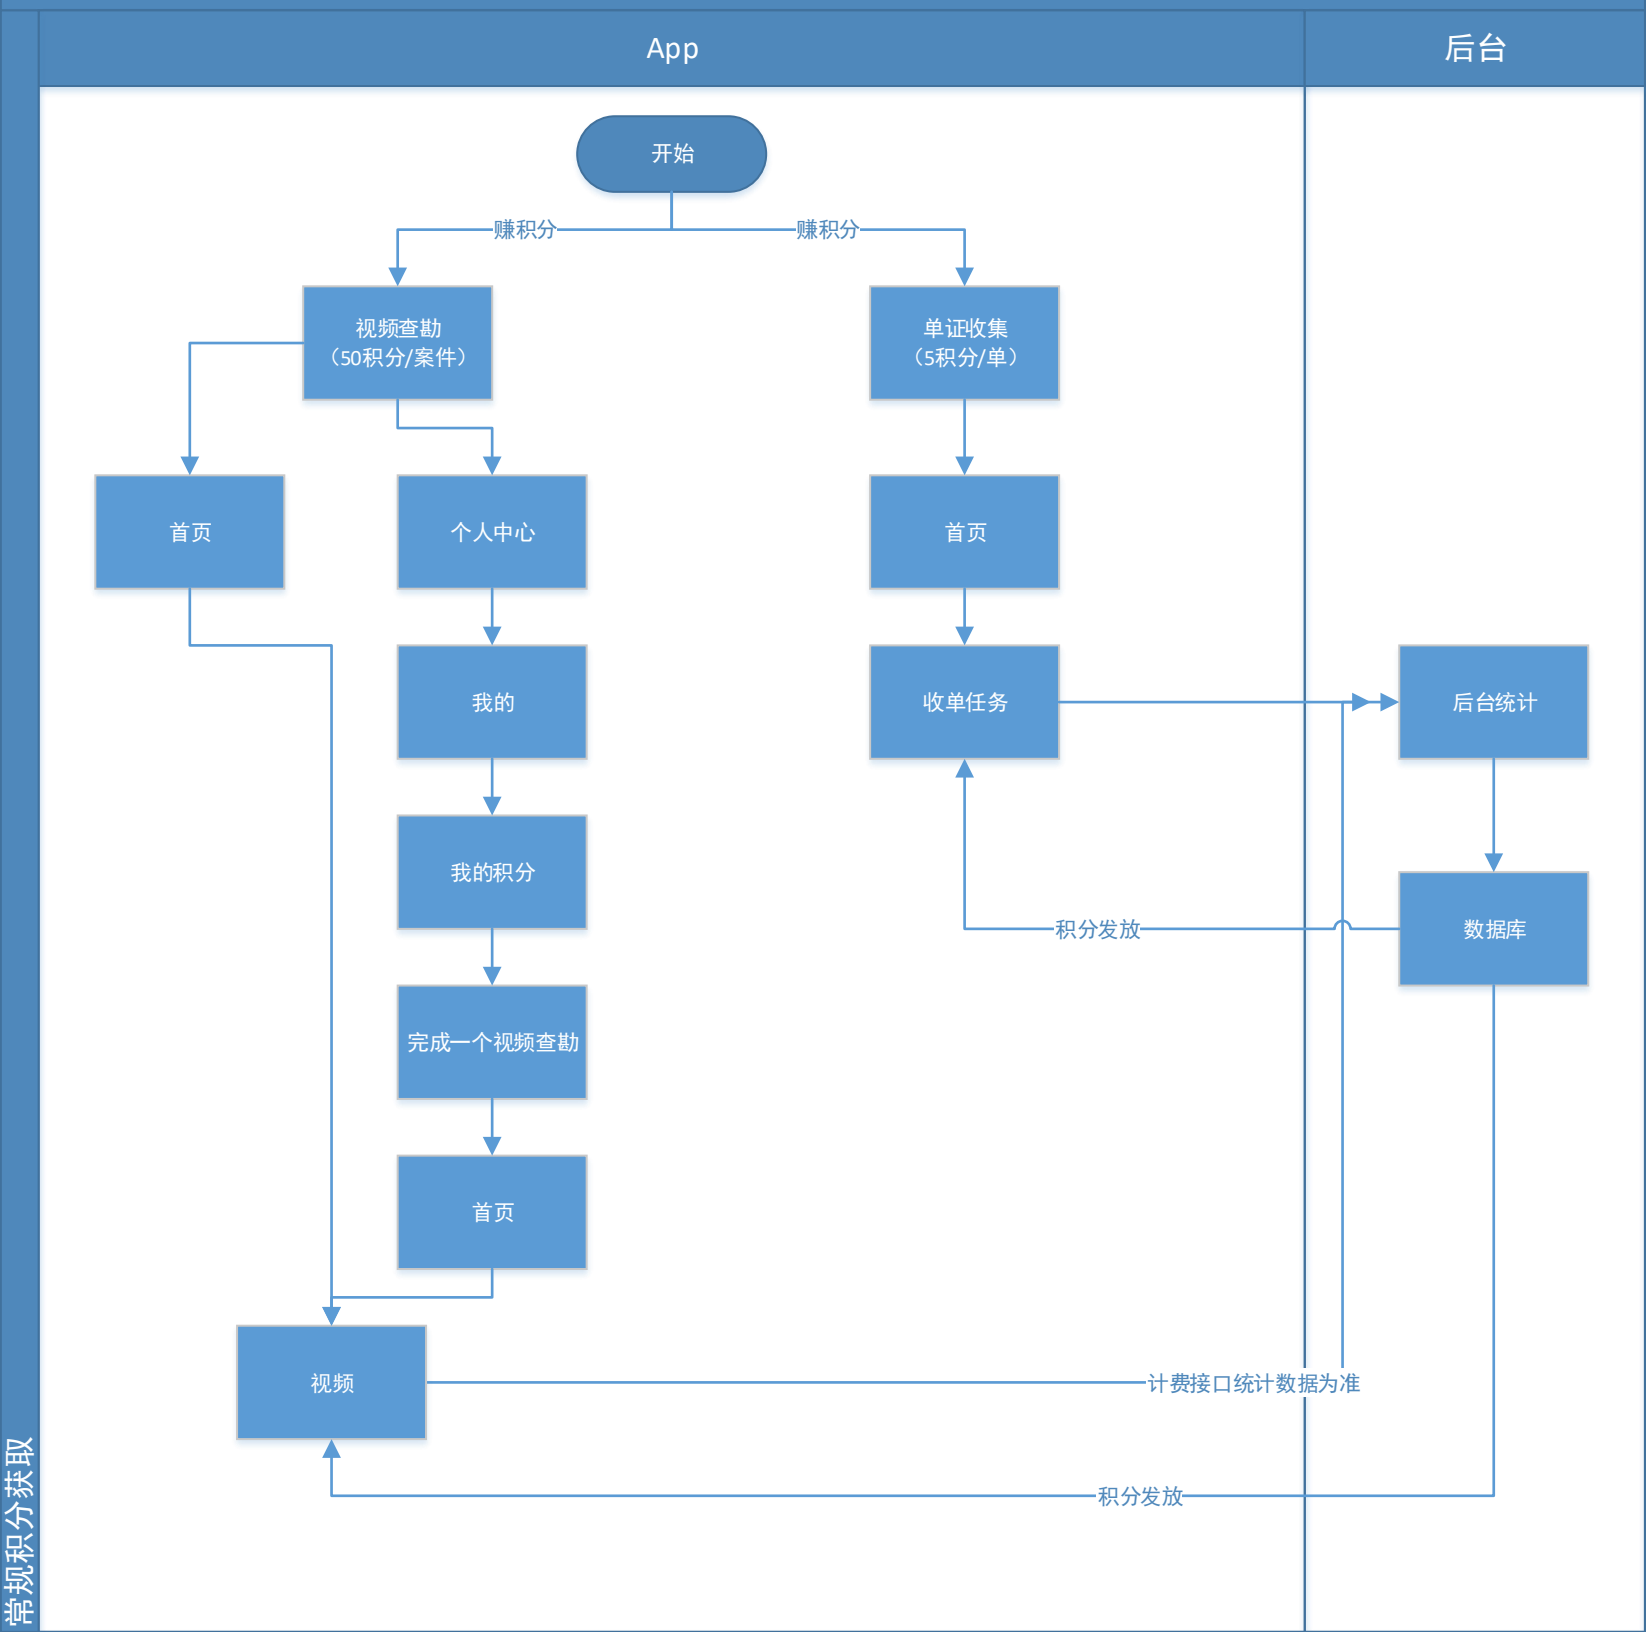 App
后台
开始
赚积分
赚积分
视频查勘
（50积分/案件）
单证收集
（5积分/单）
首页
个人中心
首页
我的
收单任务
后台统计
我的积分
积分发放
数据库
完成一个视频查勘
首页
视频
计费接口统计数据为准
积分发放
常规积分获取